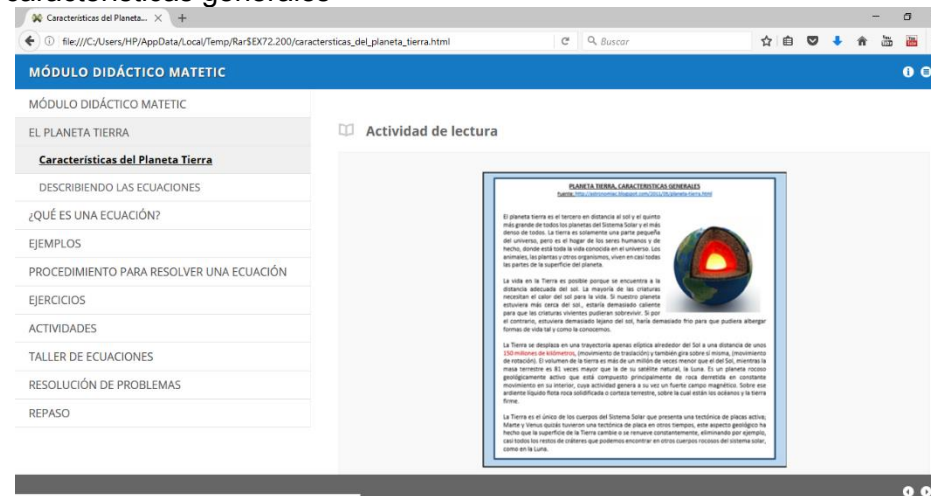 características generales
Características del Planeta...
file:///C:/Users/HP/AppData/Local/Temp/Rar$EX72.200/caractersticas_del_planeta_tierra.html
Buscar
MÓDULO DIDÁCTICO MATETIC
MÓDULO DIDÁCTICO MATETIC
EL PLANETA TIERRA
Características del Planeta Tierra
DESCRIBIENDO LAS ECUACIONES
¿QUÉ ES UNA ECUACIÓN?
EJEMPLOS
PROCEDIMIENTO PARA RESOLVER UNA ECUACIÓN
EJERCICIOS
ACTIVIDADES
TALLER DE ECUACIONES
RESOLUCIÓN DE PROBLEMAS
REPASO
Actividad de lectura
PLANETA TIERRA, CARACTERISTICAS GENERALES
Fuente: http://astronomiac.blogspot.com/2011/05/planeta-tierra.html
El planeta tierra es el tercero en distancia al sol y el quinto
más grande de todos los planetas del Sistema Solar y el más
denso de todos. La tierra es solamente una parte pequeña
del universo, pero es el hogar de los seres humanos y de
hecho, donde está toda la vida conocida en el universo. Los
animales, las plantas y otros organismos, viven en casi todas
las partes de la superficie del planeta.
La vida en la Tierra es posible porque se encuentra a la
distancia adecuada del sol. La mayoría de las criaturas
necesitan el calor del sol para la vida. Si nuestro planeta
estuviera más cerca del sol., estaría demasiado caliente
para que las criaturas vivientes pudieran sobrevivir. Si por
el contrario, estuviera demasiado lejano del sol, haría demasiado frio para que pudiera albergar
formas de vida tal y como la conocemos.
La Tierra se desplaza en una trayectoria apenas elíptica alrededor del Sol a una distancia de unos
150 millones de kilómetros, (movimiento de traslación) y también gira sobre sí misma, (movimiento
de rotación). El volumen de la tierra es más de un millón de veces menor que el del Sol, mientras la
masa terrestre es 81 veces mayor que la de su satélite natural, la Luna. Es un planeta rocoso
geológicamente activo que está compuesto principalmente de roca derretida en constante
movimiento en su interior, cuya actividad genera a su vez un fuerte campo magnético. Sobre ese
ardiente líquido flota roca solidificada o corteza terrestre, sobre la cual están los océanos y la tierra
firme.
La Tierra es el único de los cuerpos del Sistema Solar que presenta una tectónica de placas activa;
Marte y Venus quizás tuvieron una tectónica de placa en otros tiempos, este aspecto geológico ha
hecho que la superficie de la Tierra cambie o se renueve constantemente, eliminando por ejemplo,
casi todos los restos de cráteres que podemos encontrar en otros cuerpos rocosos del sistema solar,
como en la Luna.